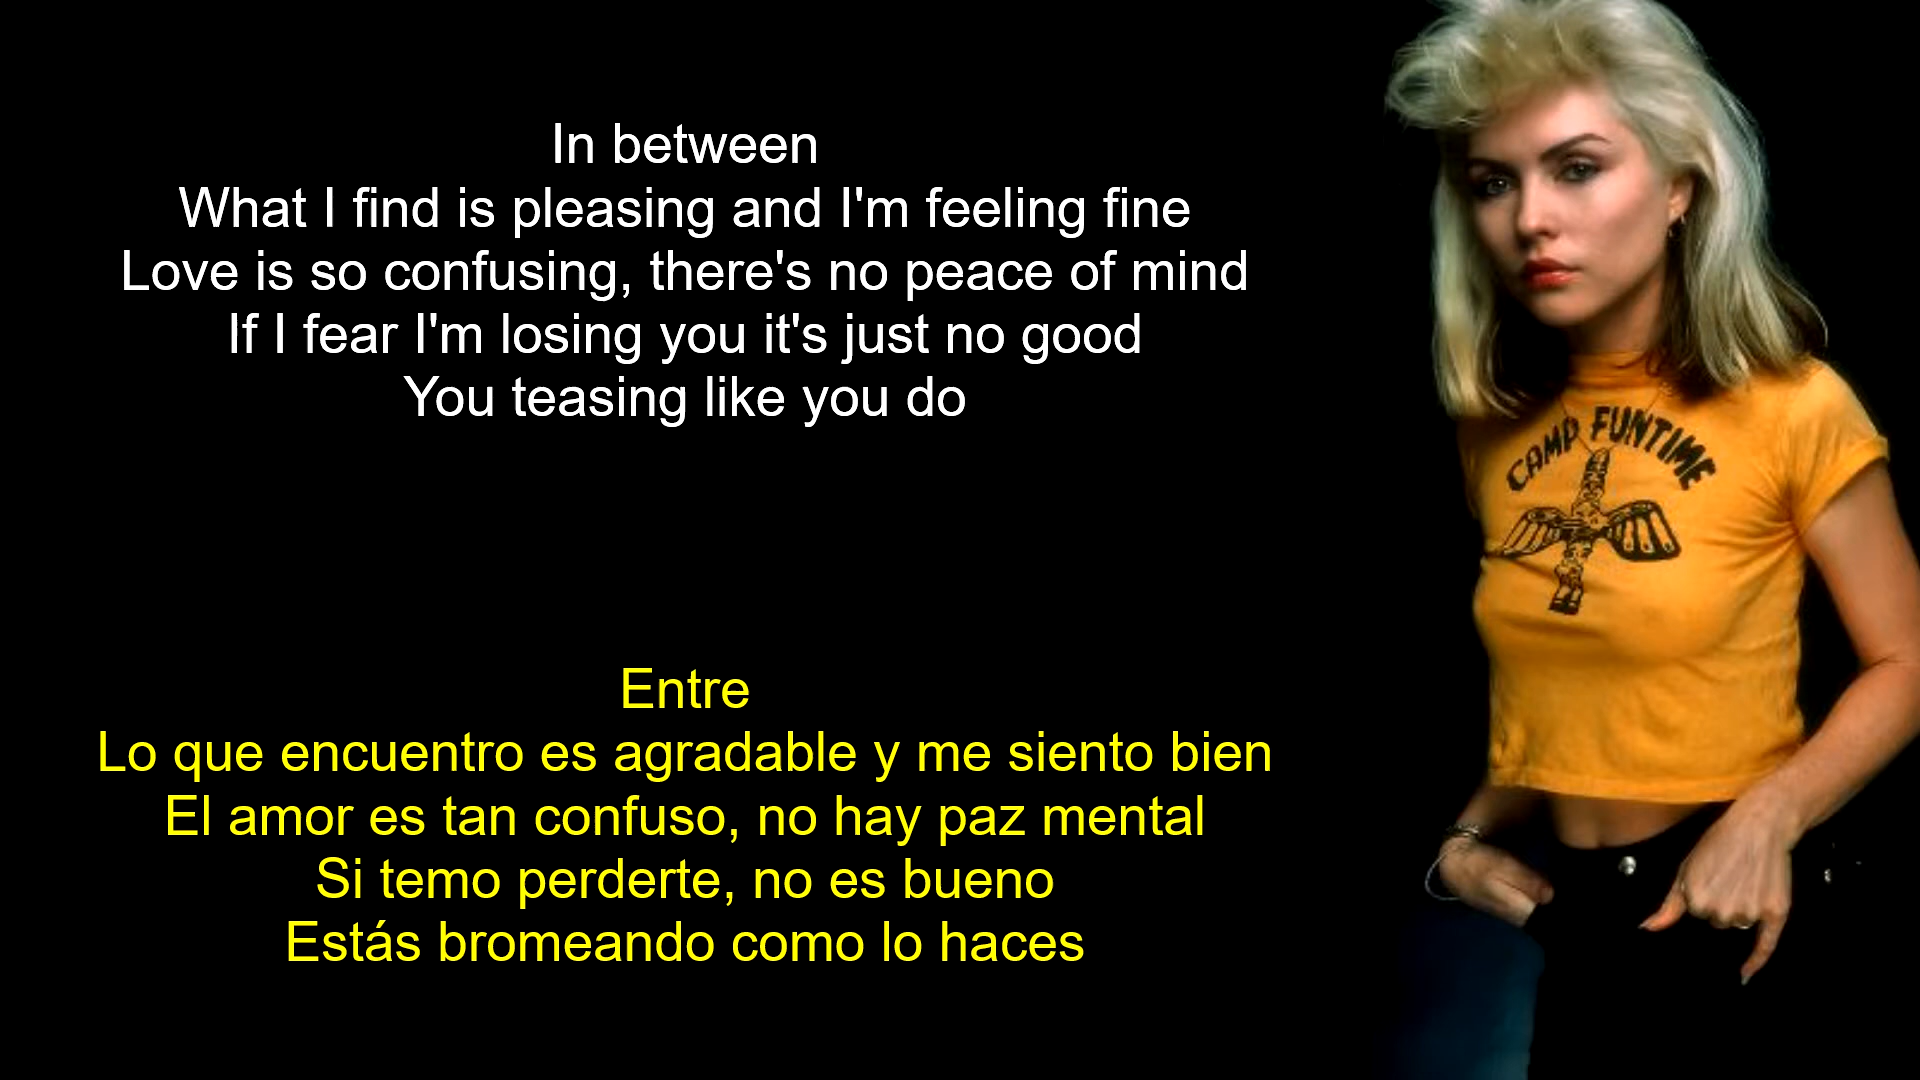 In between
What I find is pleasing and I'm feeling fine
Love is so confusing, there's no peace of mind
If I fear I'm losing you it's just no good
You teasing like you do
CAMP FUNTIME
Entre
Lo que encuentro es agradable y me siento bien
El amor es tan confuso, no hay paz mental
Si temo perderte, no es bueno
Estás bromeando como lo haces